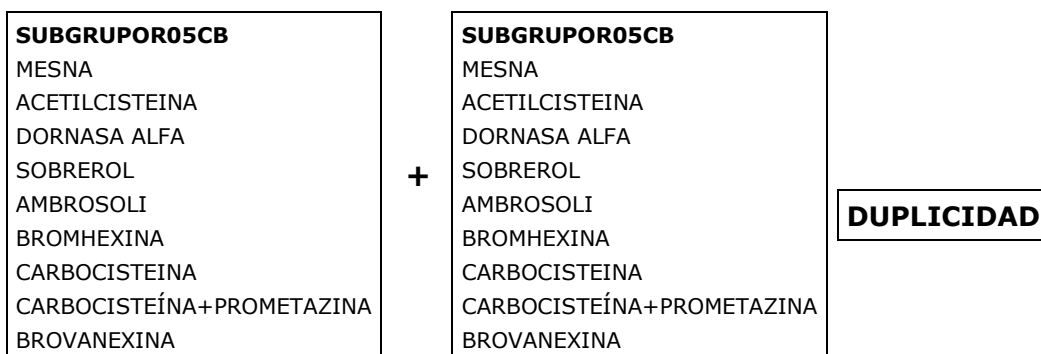 SUBGRUPOR05CB
MESNA
ACETILCISTEINA
DORNASA ALFA
SOBREROL
AMBROSOLI
BROMHEXINA
CARBOCISTEINA
CARBOCISTEÍNA+PROMETAZINA
BROVANEXINA
+
SUBGRUPOR05CB
MESNA
ACETILCISTEINA
DORNASA ALFA
SOBREROL
AMBROSOLI
BROMHEXINA
CARBOCISTEINA
CARBOCISTEÍNA+PROMETAZINA
BROVANEXINA
DUPLICIDAD